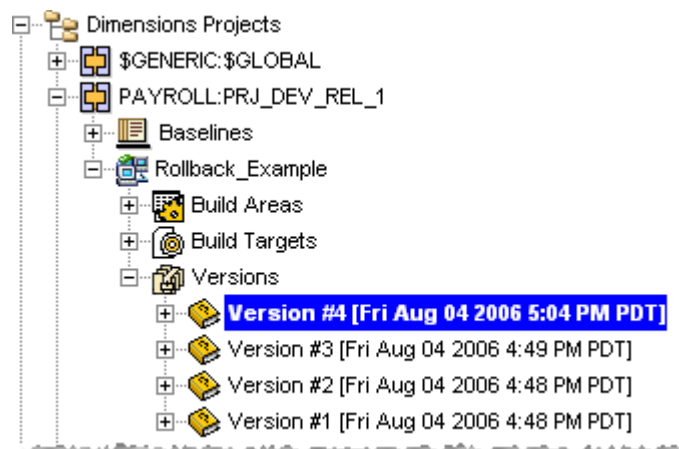 Dimensions Projects
$GENERIC:$GLOBAL
PAYROLL:PRJ_DEV_REL_1
Baselines
Rollback_Example
Build Areas
Build Targets
Versions
Version #4 [Fri Aug 04 2006 5:04 PM PDT]
Version #3 [Fri Aug 04 2006 4:49 PM PDT]
Version #2 [Fri Aug 04 2006 4:48 PM PDT]
Version #1 [Fri Aug 04 2006 4:48 PM PDT]